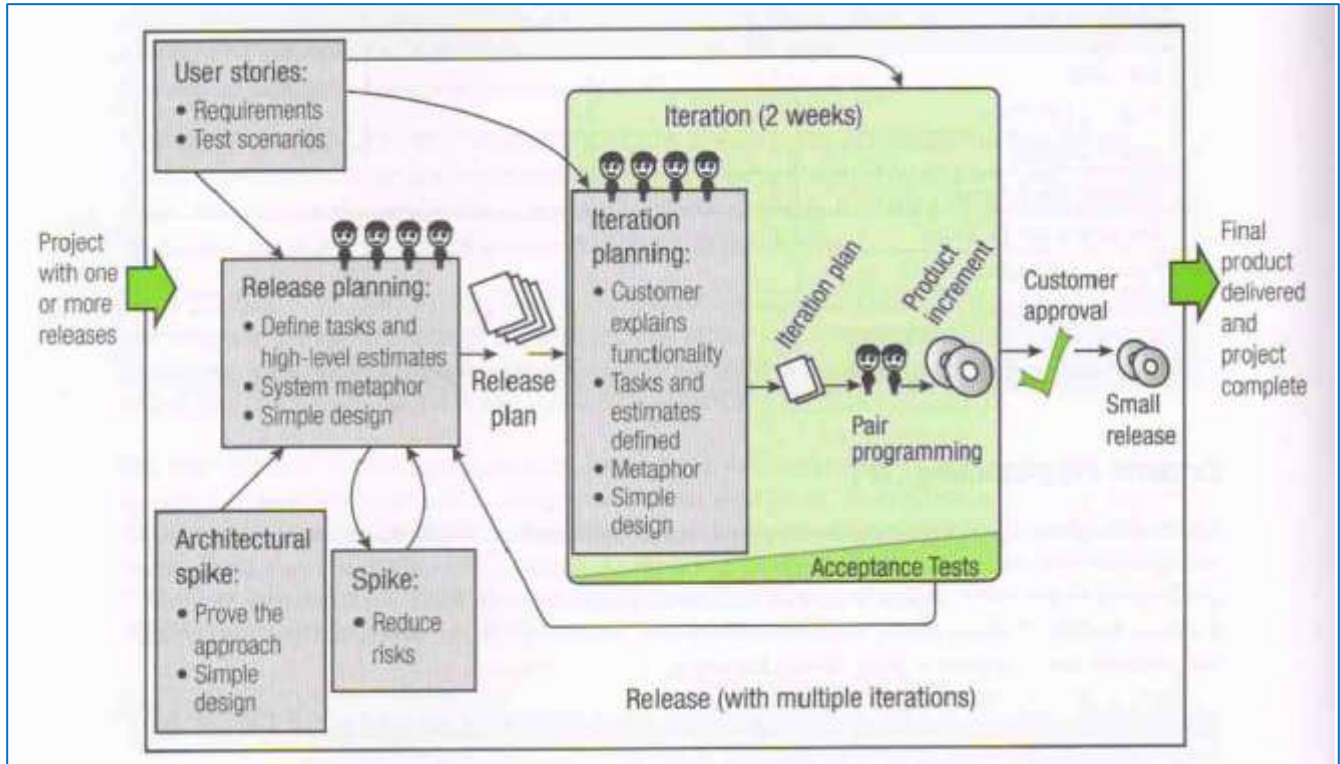 User stories:
• Requirements
• Test scenarios
Project
with one
or more
releases
Release planning:
• Define tasks and
high-level estimates
• System metaphor
• Simple design
Release
plan
Architectural
spike:
• Prove the
approach
• Simple
design
Spike:
• Reduce
risks
Iteration (2 weeks)
Iteration
planning:
• Customer
explains
functionality
• Tasks and
estimates
defined
• Metaphor
• Simple
design
Iteration plan
Pair
programming
Product
increment
Acceptance Tests
Customer
approval
Small
release
Final
product
delivered
and
project
complete
Release (with multiple iterations)